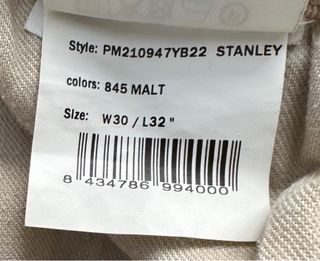 Style: PM210947YB22 STANLEY
colors: 845 MALT
Size: W30 / L32 "
8 434786 994000